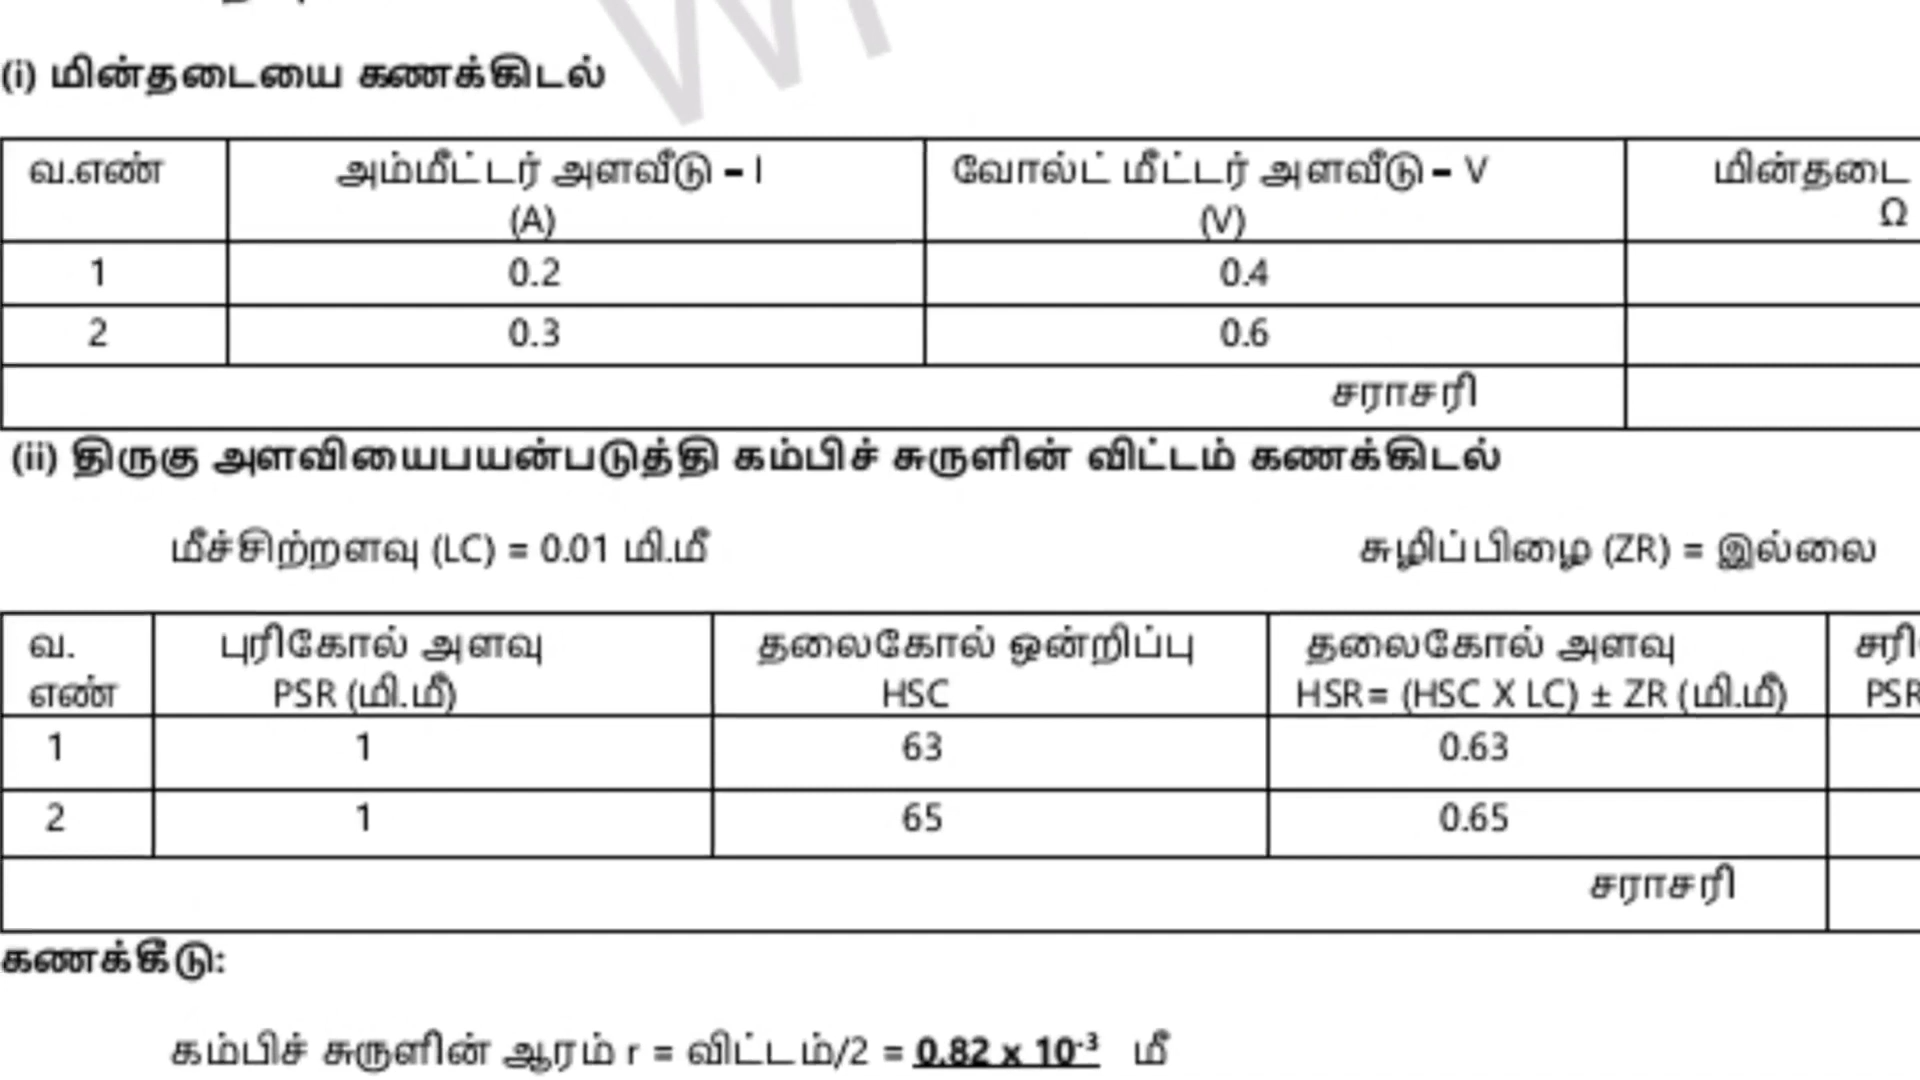 (i) மின்தடையை கணக்கிடல்
வ.எண் அம்மீட்டர் அளவீடு – I வோல்ட் மீட்டர் அளவீடு – V மின்தடை
(A) (V) Ω
1 0.2 0.4
2 0.3 0.6
சராசரி
(ii) திருகு அளவியைபயன்படுத்தி கம்பிச் சுருளின் விட்டம் கணக்கிடல்
மீச்சிற்றளவு (LC) = 0.01 மி.மீ சுழிப்பிழை (ZR) = இல்லை
வ. புரிகோல் அளவு தலைகோல் ஒன்றிப்பு தலைகோல் அளவு
எண் PSR (மி.மீ) HSC HSR= (HSC X LC) ± ZR (மி.மீ) PSR
1 1 63 0.63
2 1 65 0.65
சராசரி
கணக்கீடு:
கம்பிச் சுருளின் ஆரம் r = விட்டம்/2 = 0.82 x 10⁻³ மீ